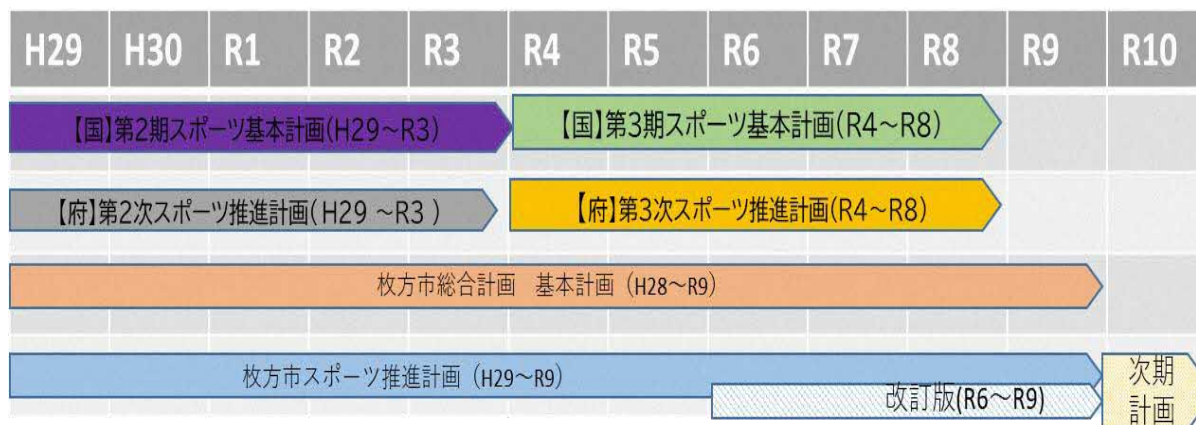 H29 H30 R1 R2 R3 R4 R5 R6 R7 R8 R9 R10
【国】第2期スポーツ基本計画(H29～R3) 【国】第3期スポーツ基本計画(R4～R8)
【府】第2次スポーツ推進計画(H29 ～R3 ) 【府】第3次スポーツ推進計画(R4～R8)
枚方市総合計画　基本計画（H28～R9）
枚方市スポーツ推進計画（H29～R9）
改訂版(R6～R9)
次期
計画